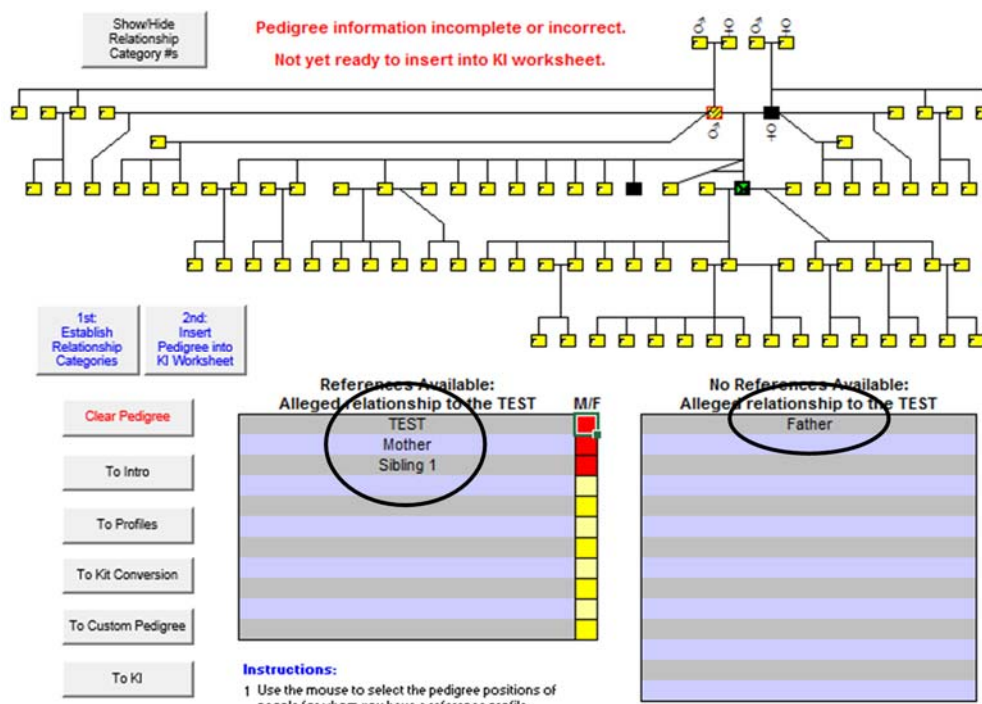 Show/Hide
Relationship
Category #s
Pedigree information incomplete or incorrect.
Not yet ready to insert into KI worksheet.
♂ ♀ ♂ ♀
♂ ♀
1st:
Establish
Relationship
Categories
2nd:
Insert
Pedigree into
KI Worksheet
Clear Pedigree
To Intro
To Profiles
To Kit Conversion
To Custom Pedigree
To KI
References Available:
Alleged relationship to the TEST M/F
TEST
Mother
Sibling 1
No References Available:
Alleged relationship to the TEST
Father
Instructions:
1 Use the mouse to select the pedigree positions of